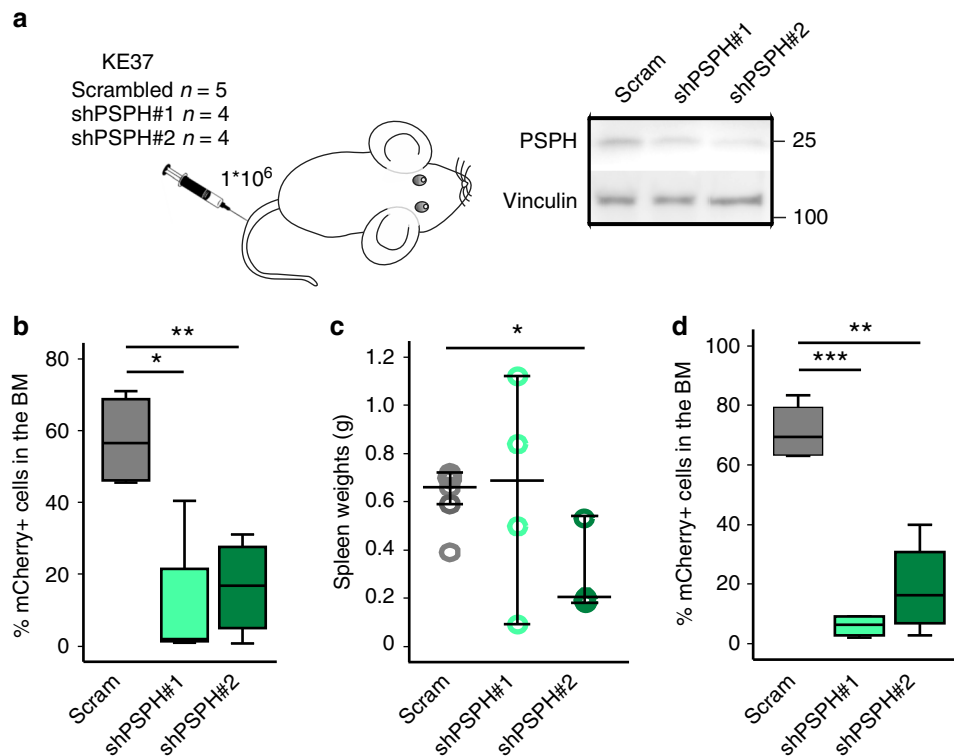 a
KE37
Scrambled n = 5
shPSPH#1 n = 4
shPSPH#2 n = 4
1*10⁶
Scram
shPSPH#1
shPSPH#2
PSPH
25
Vinculin
100
b
% mCherry+ cells in the BM
80
60
40
20
0
*
**
Scram
shPSPH#1
shPSPH#2
c
Spleen weights (g)
1.2
1.0
0.8
0.6
0.4
0.2
0.0
*
Scram
shPSPH#1
shPSPH#2
d
% mCherry+ cells in the BM
100
80
60
40
20
0
***
**
Scram
shPSPH#1
shPSPH#2